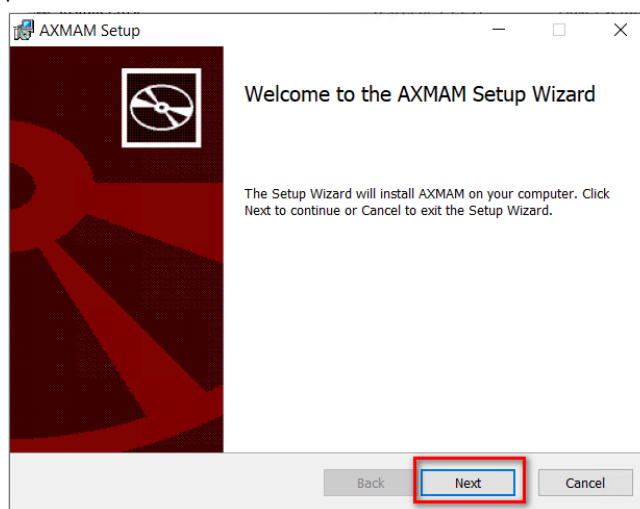 AXMAM Setup
Welcome to the AXMAM Setup Wizard
The Setup Wizard will install AXMAM on your computer. Click
Next to continue or Cancel to exit the Setup Wizard.
Back
Next
Cancel